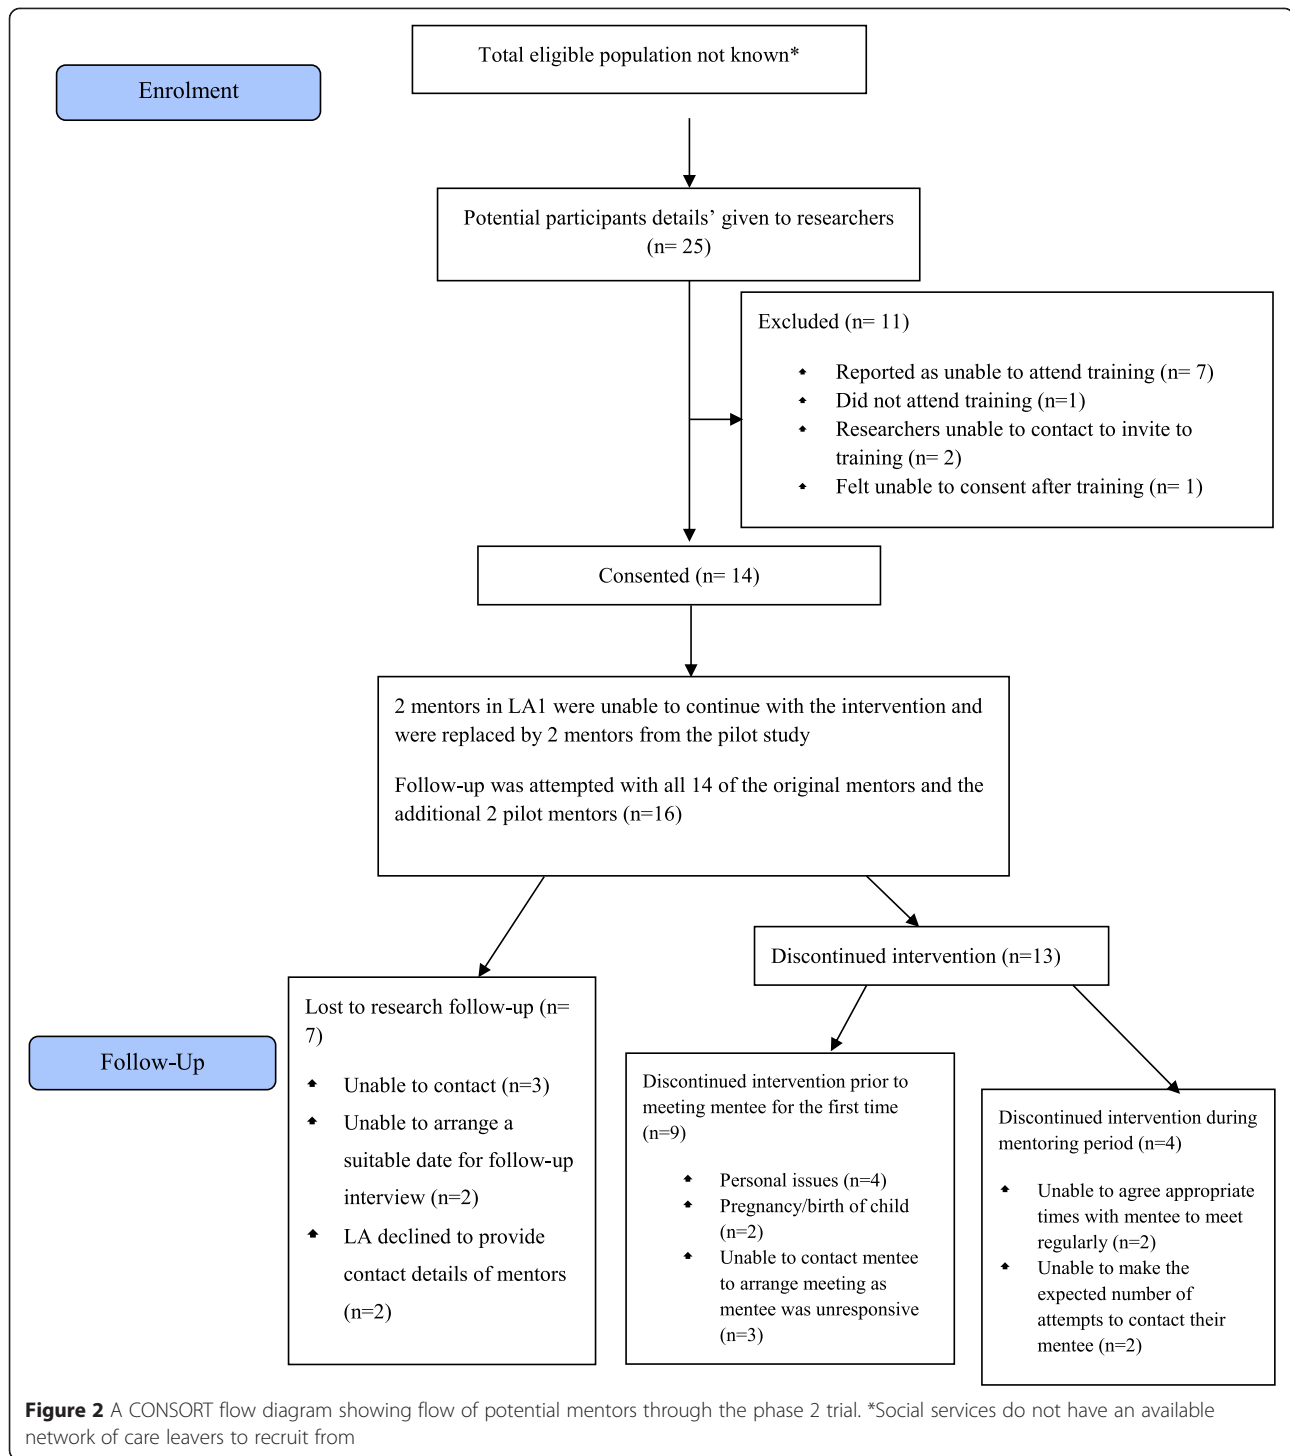 Total eligible population not known*
Enrolment
Potential participants details’ given to researchers
(n= 25)
Excluded (n= 11)
Reported as unable to attend training (n= 7)
Did not attend training (n=1)
Researchers unable to contact to invite to
training (n= 2)
Felt unable to consent after training (n= 1)
Consented (n= 14)
2 mentors in LA1 were unable to continue with the intervention and
were replaced by 2 mentors from the pilot study
Follow-up was attempted with all 14 of the original mentors and the
additional 2 pilot mentors (n=16)
Discontinued intervention (n=13)
Follow-Up
Lost to research follow-up (n=
7)
Unable to contact (n=3)
Unable to arrange a
suitable date for follow-up
interview (n=2)
LA declined to provide
contact details of mentors
(n=2)
Discontinued intervention prior to
meeting mentee for the first time
(n=9)
Personal issues (n=4)
Pregnancy/birth of child
(n=2)
Unable to contact mentee
to arrange meeting as
mentee was unresponsive
(n=3)
Discontinued intervention during
mentoring period (n=4)
Unable to agree appropriate
times with mentee to meet
regularly (n=2)
Unable to make the
expected number of
attempts to contact their
mentee (n=2)
Figure 2 A CONSORT flow diagram showing flow of potential mentors through the phase 2 trial. *Social services do not have an available
network of care leavers to recruit from